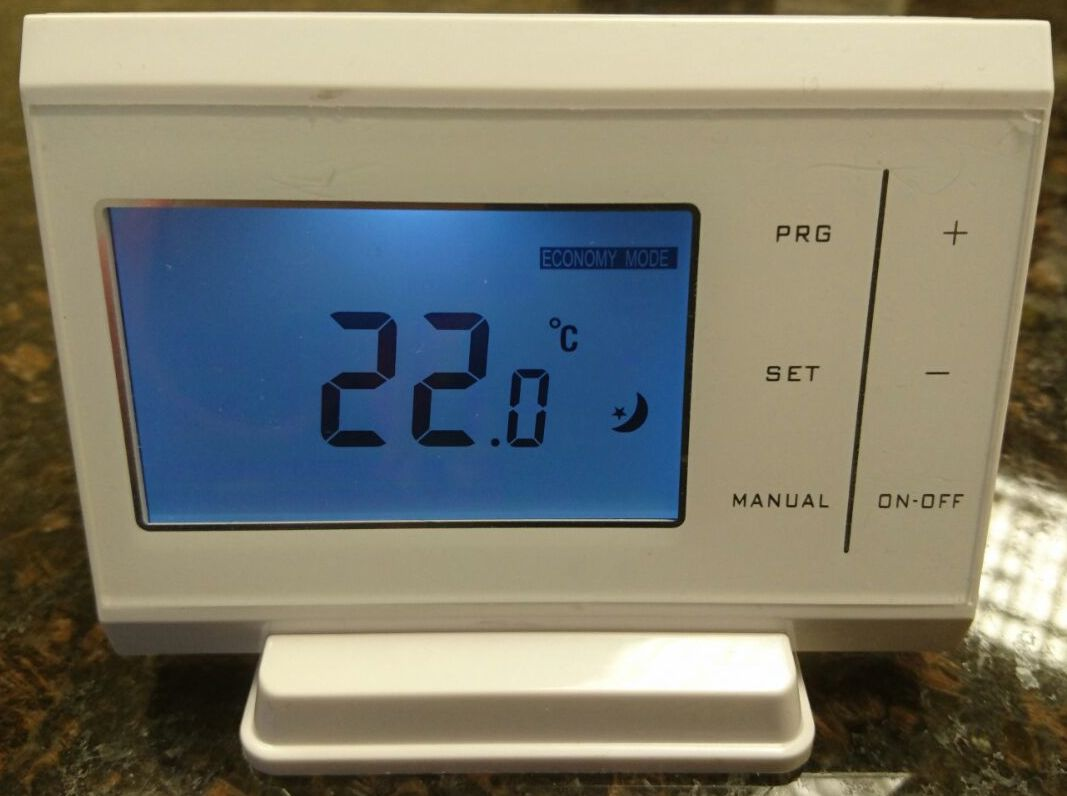 ECONOMY MODE
22.0 °C
PRG
+
SET
-
MANUAL
ON-OFF